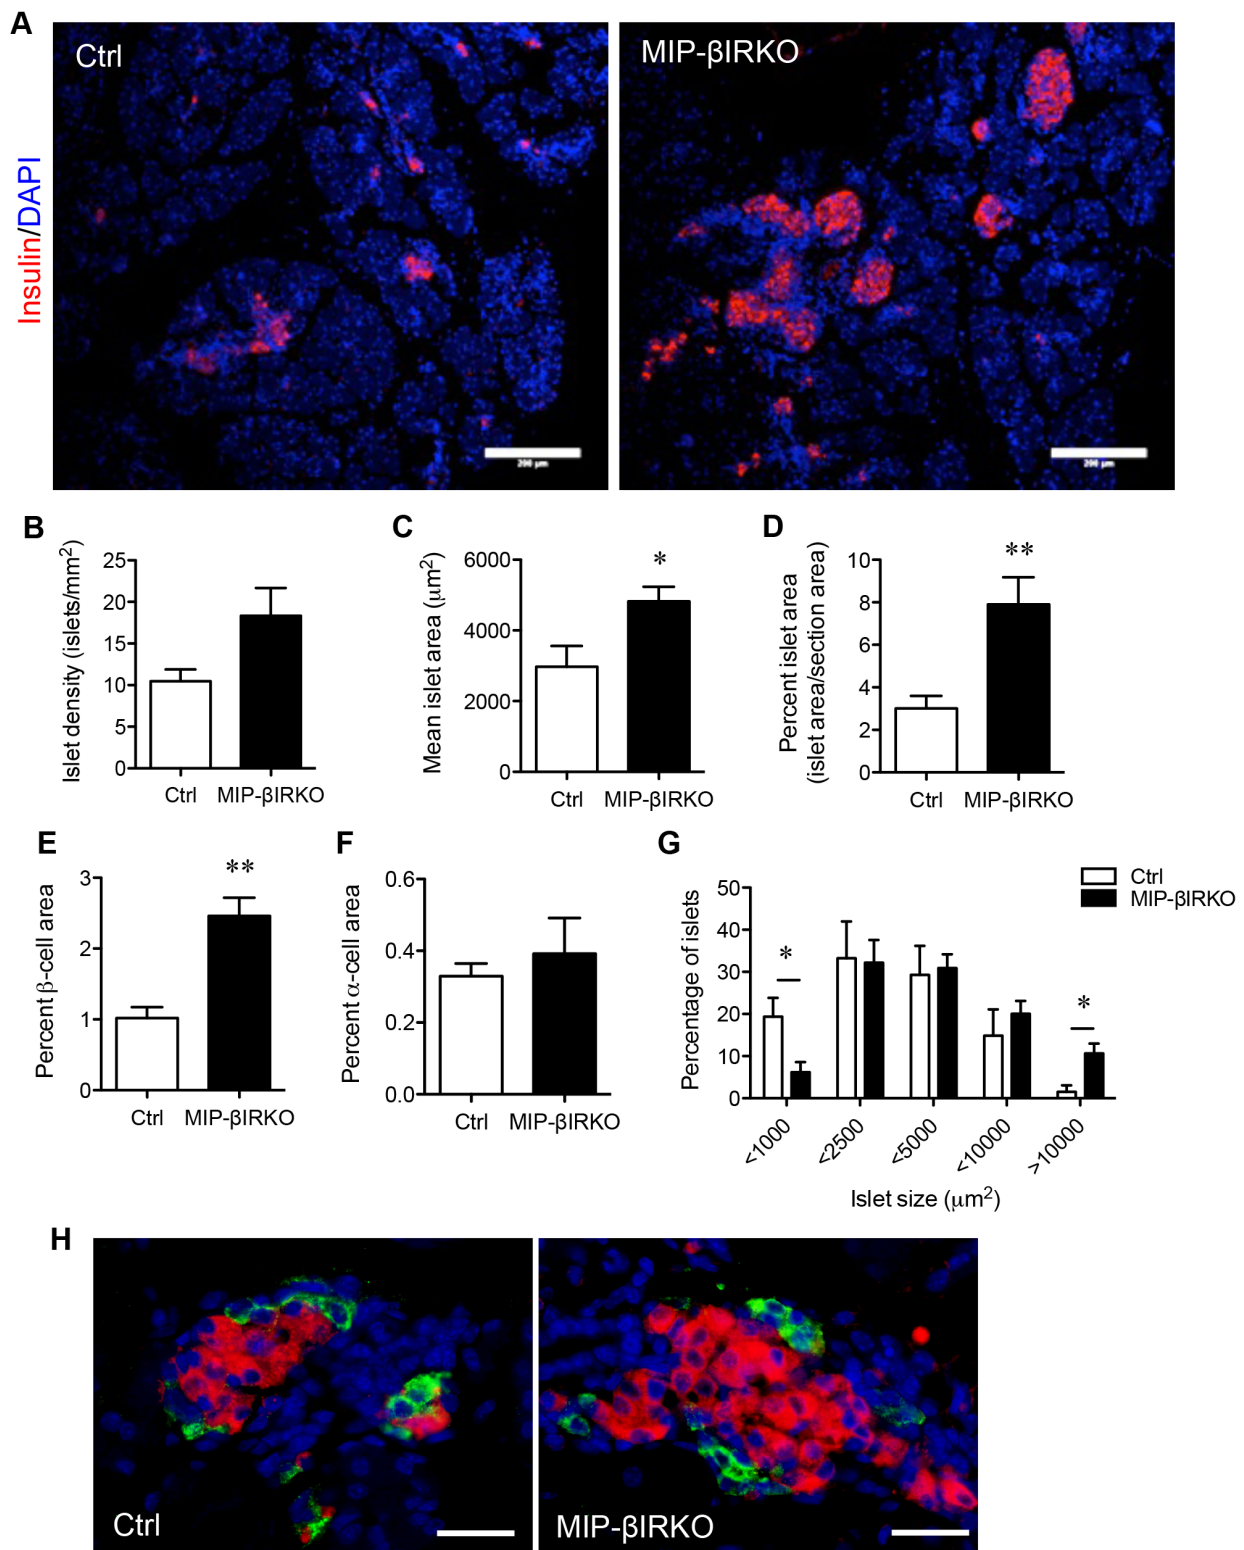 A
Ctrl
MIP-βIRKO
Insulin/DAPI
200 μm
200 μm
B
Islet density (islets/mm²)
25
20
15
10
5
0
Ctrl
MIP-βIRKO
C
Mean islet area (μm²)
6000
4000
2000
0
*
Ctrl
MIP-βIRKO
D
Percent islet area
(islet area/section area)
10
8
6
4
2
0
**
Ctrl
MIP-βIRKO
E
Percent β-cell area
3
2
1
0
**
Ctrl
MIP-βIRKO
F
Percent α-cell area
0.6
0.4
0.2
0.0
Ctrl
MIP-βIRKO
G
Ctrl
MIP-βIRKO
Percentage of islets
50
40
30
20
10
0
*
*
<1000
<2500
<5000
<10000
>10000
Islet size (μm²)
H
Ctrl
MIP-βIRKO